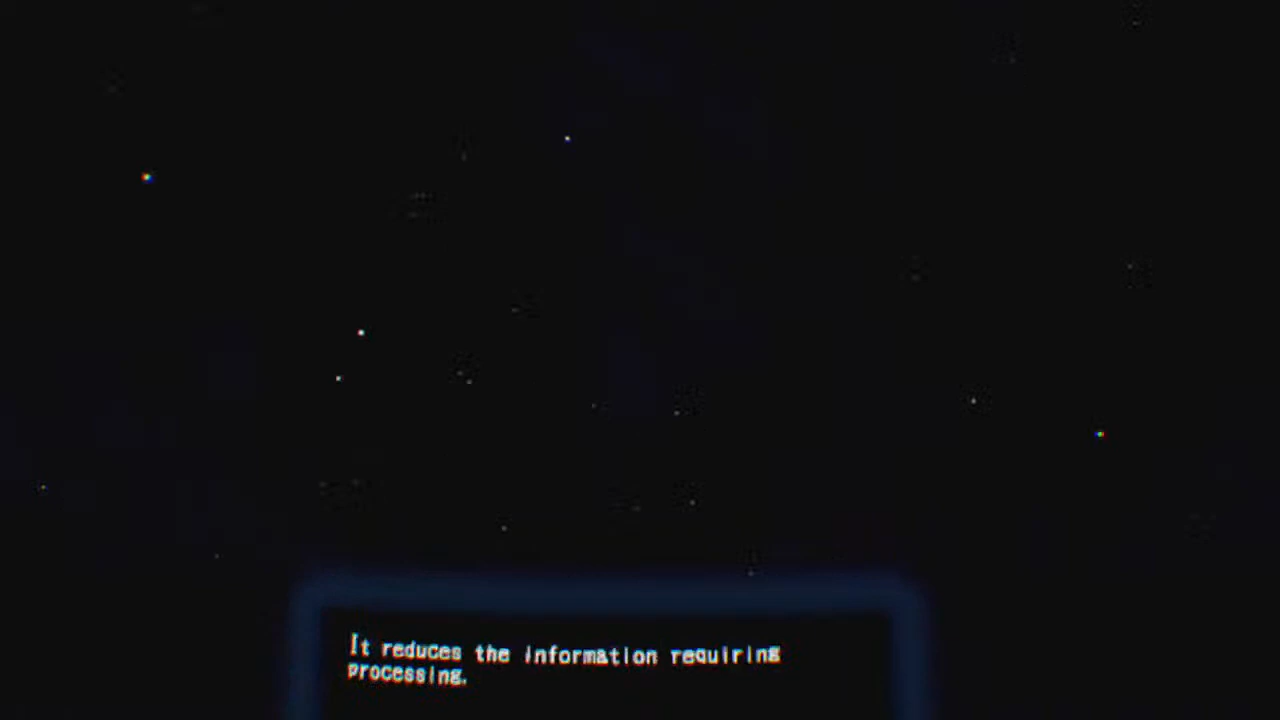 It reduces the information requiring
processing.